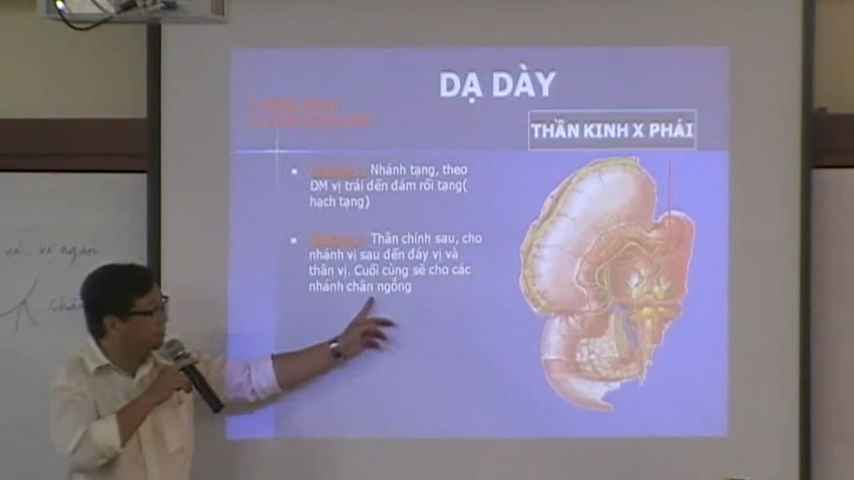 DẠ DÀY
THẦN KINH X PHẢI
Nhánh tạng, theo
ĐM vị trái đến đám rối tạng(
hạch tạng)
Thân chính sau, cho
nhánh vị sau đến đáy vị và
thân vị. Cuối cùng sẽ cho các
nhánh chân ngỗng